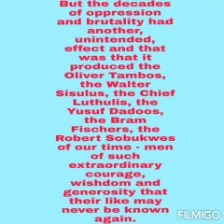 But the decades
of oppression
and brutality had
another,
unintended,
effect and that
was that it
produced the
Oliver Tambos,
the Walter
Sisulus, the Chief
Luthulis, the
Yusuf Dadoos,
the Bram
Fischers, the
Robert Sobukwes
of our time - men
of such
extraordinary
courage,
wishdom and
generosity that
their like may
never be known
again.
FILMIGO